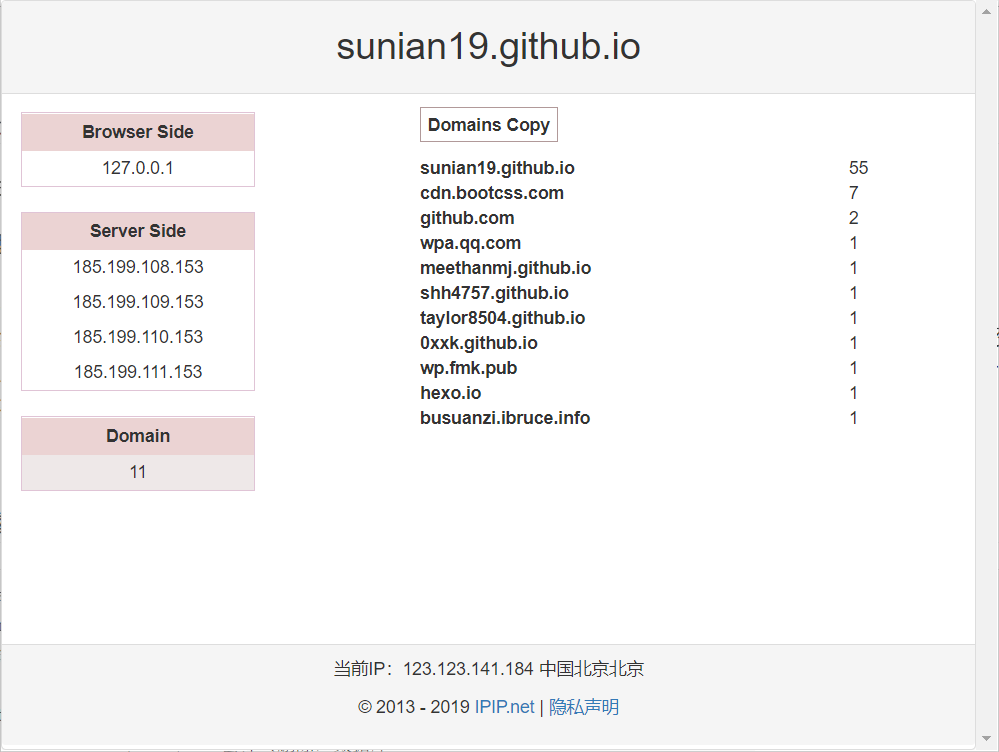 sunian19.github.io
Browser Side
127.0.0.1
Server Side
185.199.108.153
185.199.109.153
185.199.110.153
185.199.111.153
Domain
11
Domains Copy
sunian19.github.io 55
cdn.bootcss.com 7
github.com 2
wpa.qq.com 1
meethanmj.github.io 1
shh4757.github.io 1
taylor8504.github.io 1
0xxk.github.io 1
wp.fmk.pub 1
hexo.io 1
busuanzi.ibruce.info 1
当前IP：123.123.141.184 中国北京北京
© 2013 - 2019 IPIP.net | 隐私声明